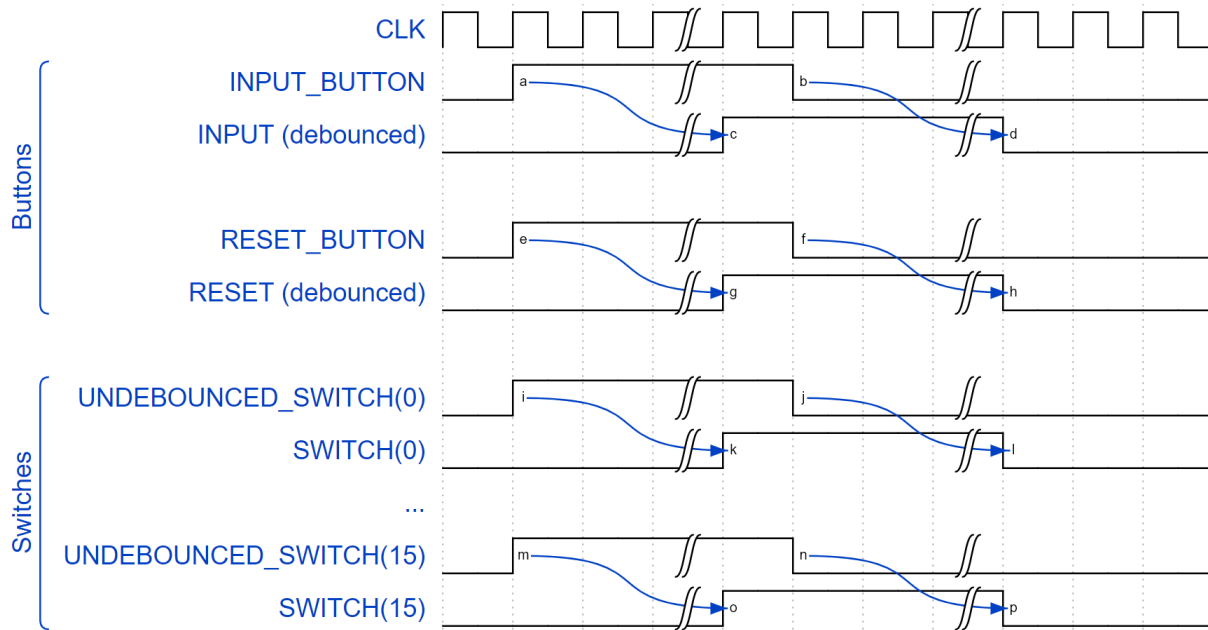 CLK
Buttons
INPUT_BUTTON
a
b
INPUT (debounced)
c
d
RESET_BUTTON
e
f
RESET (debounced)
g
h
Switches
UNDEBOUNCED_SWITCH(0)
i
j
SWITCH(0)
k
l
...
UNDEBOUNCED_SWITCH(15)
m
n
SWITCH(15)
o
p